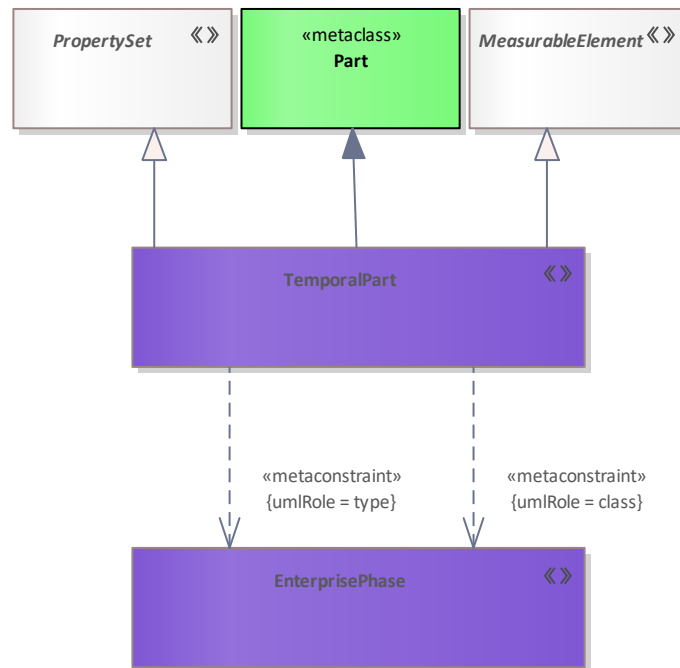 PropertySet «»
«metaclass»
Part
MeasurableElement «»
TemporalPart «»
«metaconstraint»
{umlRole = type}
«metaconstraint»
{umlRole = class}
EnterprisePhase «»